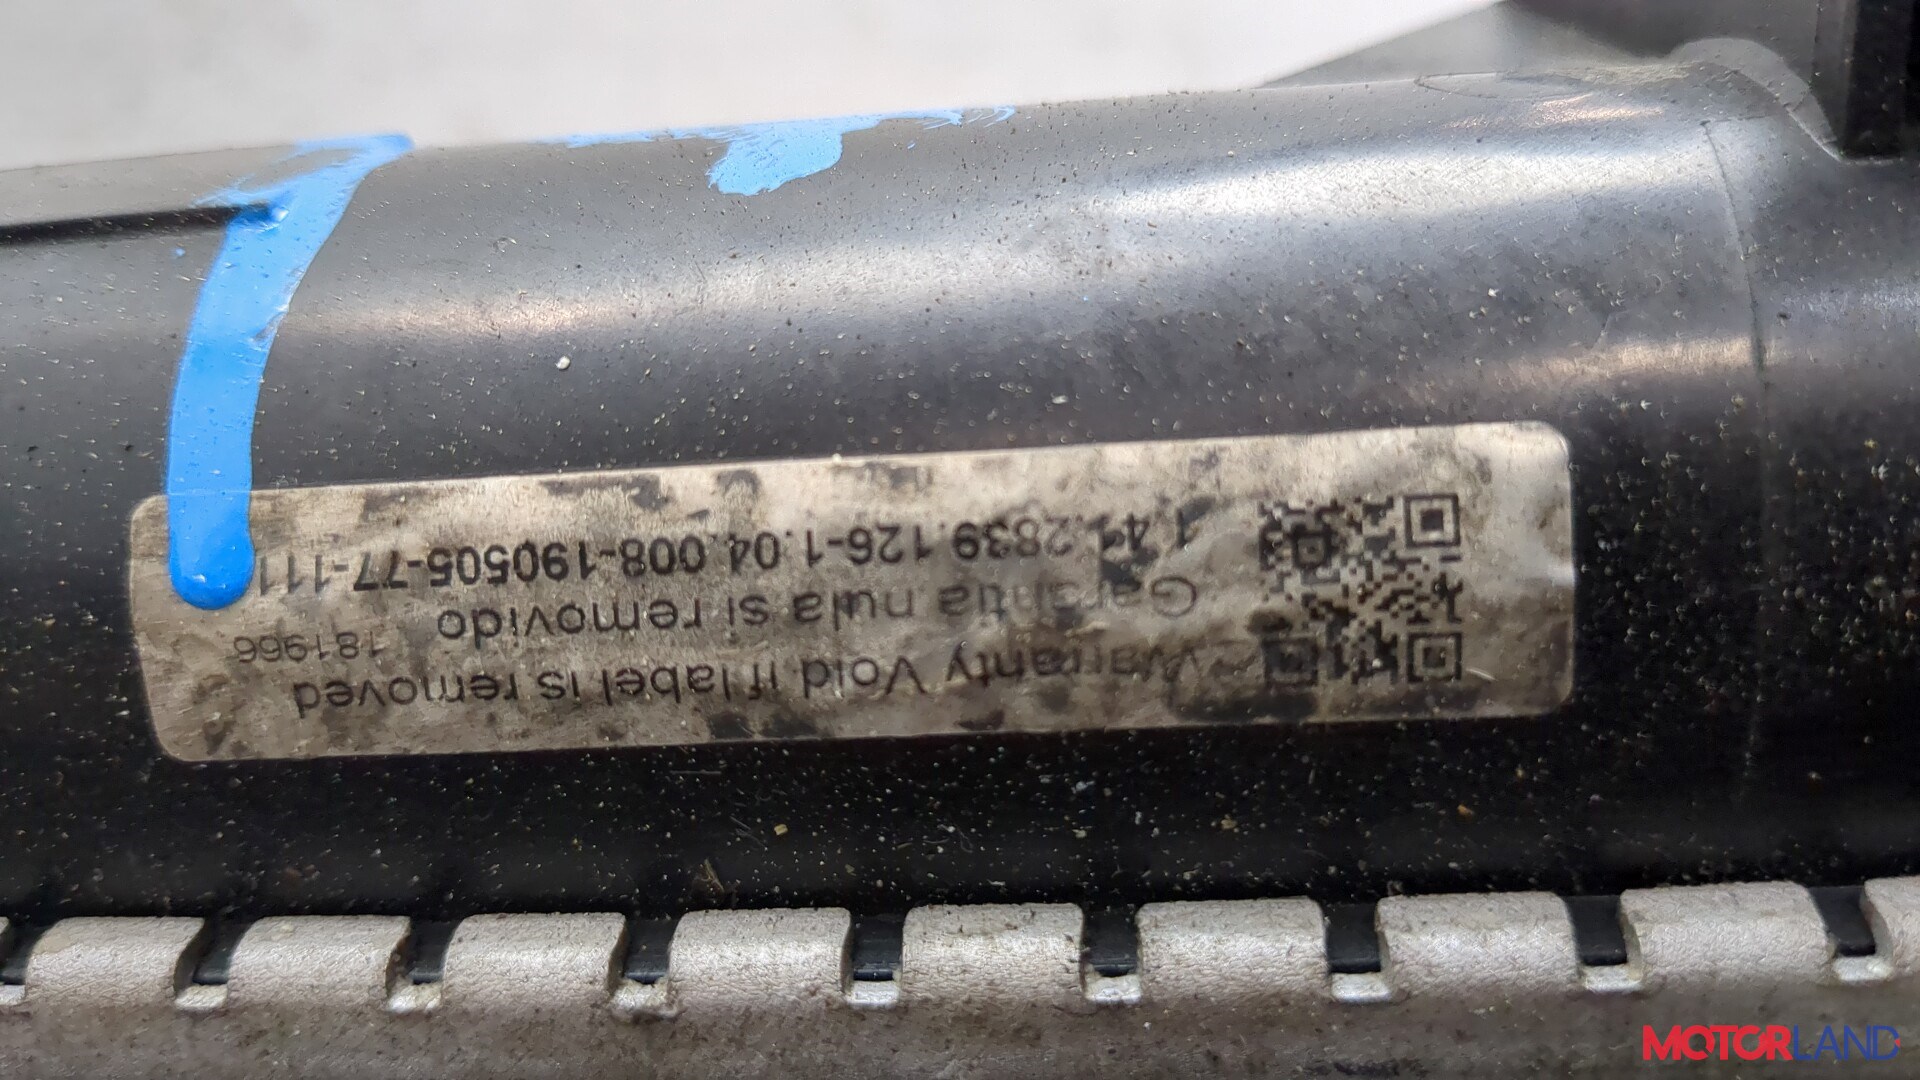 Warranty Void if label is removed
181966
Garantia nula si removido
1.41.2839.126-1.04.008-190505-77-111
MOTORLAND